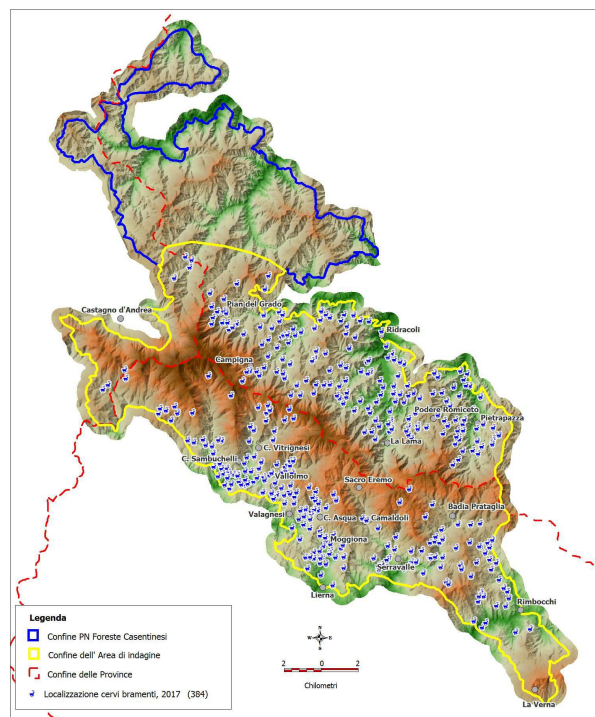 Castagno d'Andrea
Pian del Grado
Ridracoli
Campigna
Podere Romiceto
Pietrapazza
La Lama
C. Vitrignesi
C. Sambuchelli
Vallolmo
Sacro Eremo
Badia Prataglia
Valagnesi
C. Asqua
Camaldoli
Moggiona
Serravalle
Lierna
Rimbocchi
La Verna
Legenda
Confine PN Foreste Casentinesi
Confine dell' Area di indagine
Confine delle Province
Localizzazione cervi bramenti, 2017 (384)
N
W E
S
2 0 2
Chilometri